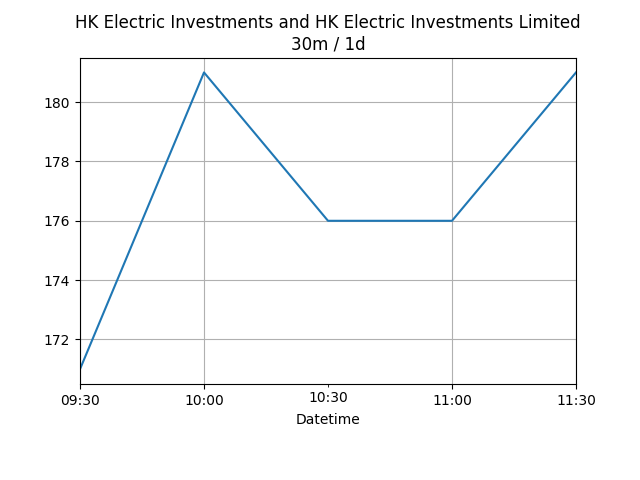 HK Electric Investments and HK Electric Investments Limited
30m / 1d
180
178
176
174
172
09:30 10:00 10:30 11:00 11:30
Datetime